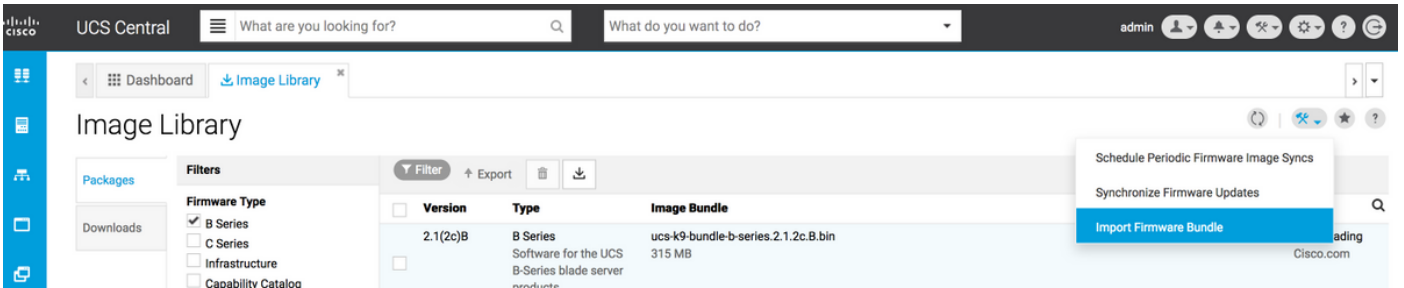 CISCO
UCS Central
What are you looking for?
What do you want to do?
admin
?
Dashboard
Image Library
Image Library
?
Schedule Periodic Firmware Image Syncs
Synchronize Firmware Updates
Import Firmware Bundle
Packages
Downloads
Filters
Firmware Type
B Series
C Series
Infrastructure
Capability Catalog
Filter
Export
Version
Type
Image Bundle
2.1(2c)B
B Series
Software for the UCS
B-Series blade server
products
ucs-k9-bundle-b-series.2.1.2c.B.bin
315 MB
ading
Cisco.com